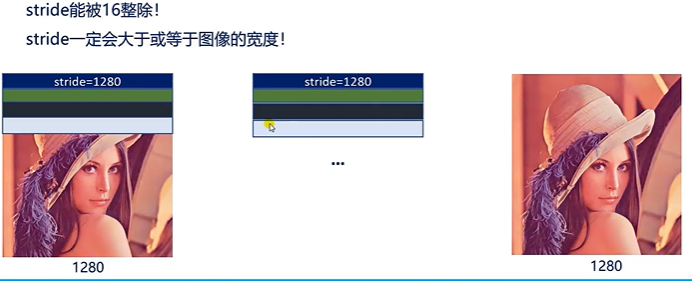 stride能被16整除！
stride一定会大于或等于图像的宽度！
stride=1280
stride=1280
...
1280
1280